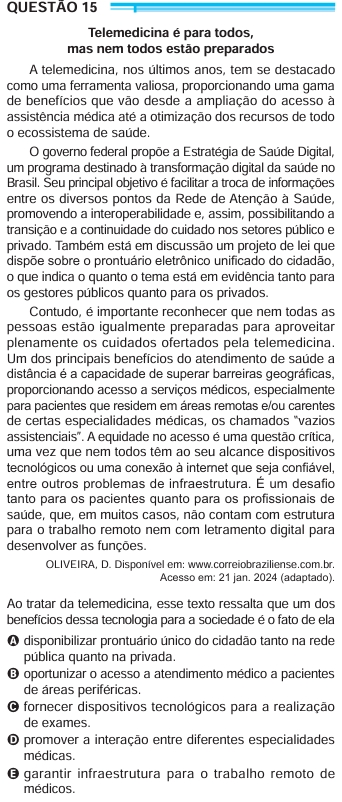 QUESTÃO 15
Telemedicina é para todos,
mas nem todos estão preparados
A telemedicina, nos últimos anos, tem se destacado
como uma ferramenta valiosa, proporcionando uma gama
de benefícios que vão desde a ampliação do acesso à
assistência médica até a otimização dos recursos de todo
o ecossistema de saúde.
O governo federal propõe a Estratégia de Saúde Digital,
um programa destinado à transformação digital da saúde no
Brasil. Seu principal objetivo é facilitar a troca de informações
entre os diversos pontos da Rede de Atenção à Saúde,
promovendo a interoperabilidade e, assim, possibilitando a
transição e a continuidade do cuidado nos setores público e
privado. Também está em discussão um projeto de lei que
dispõe sobre o prontuário eletrônico unificado do cidadão,
o que indica o quanto o tema está em evidência tanto para
os gestores públicos quanto para os privados.
Contudo, é importante reconhecer que nem todas as
pessoas estão igualmente preparadas para aproveitar
plenamente os cuidados ofertados pela telemedicina.
Um dos principais benefícios do atendimento de saúde a
distância é a capacidade de superar barreiras geográficas,
proporcionando acesso a serviços médicos, especialmente
para pacientes que residem em áreas remotas e/ou carentes
de certas especialidades médicas, os chamados "vazios
assistenciais". A equidade no acesso é uma questão crítica,
uma vez que nem todos têm ao seu alcance dispositivos
tecnológicos ou uma conexão à internet que seja confiável,
entre outros problemas de infraestrutura. É um desafio
tanto para os pacientes quanto para os profissionais de
saúde, que, em muitos casos, não contam com estrutura
para o trabalho remoto nem com letramento digital para
desenvolver as funções.
OLIVEIRA, D. Disponível em: www.correiobraziliense.com.br.
Acesso em: 21 jan. 2024 (adaptado).
Ao tratar da telemedicina, esse texto ressalta que um dos
benefícios dessa tecnologia para a sociedade é o fato de ela
A disponibilizar prontuário único do cidadão tanto na rede
pública quanto na privada.
B oportunizar o acesso a atendimento médico a pacientes
de áreas periféricas.
C fornecer dispositivos tecnológicos para a realização
de exames.
D promover a interação entre diferentes especialidades
médicas.
E garantir infraestrutura para o trabalho remoto de
médicos.